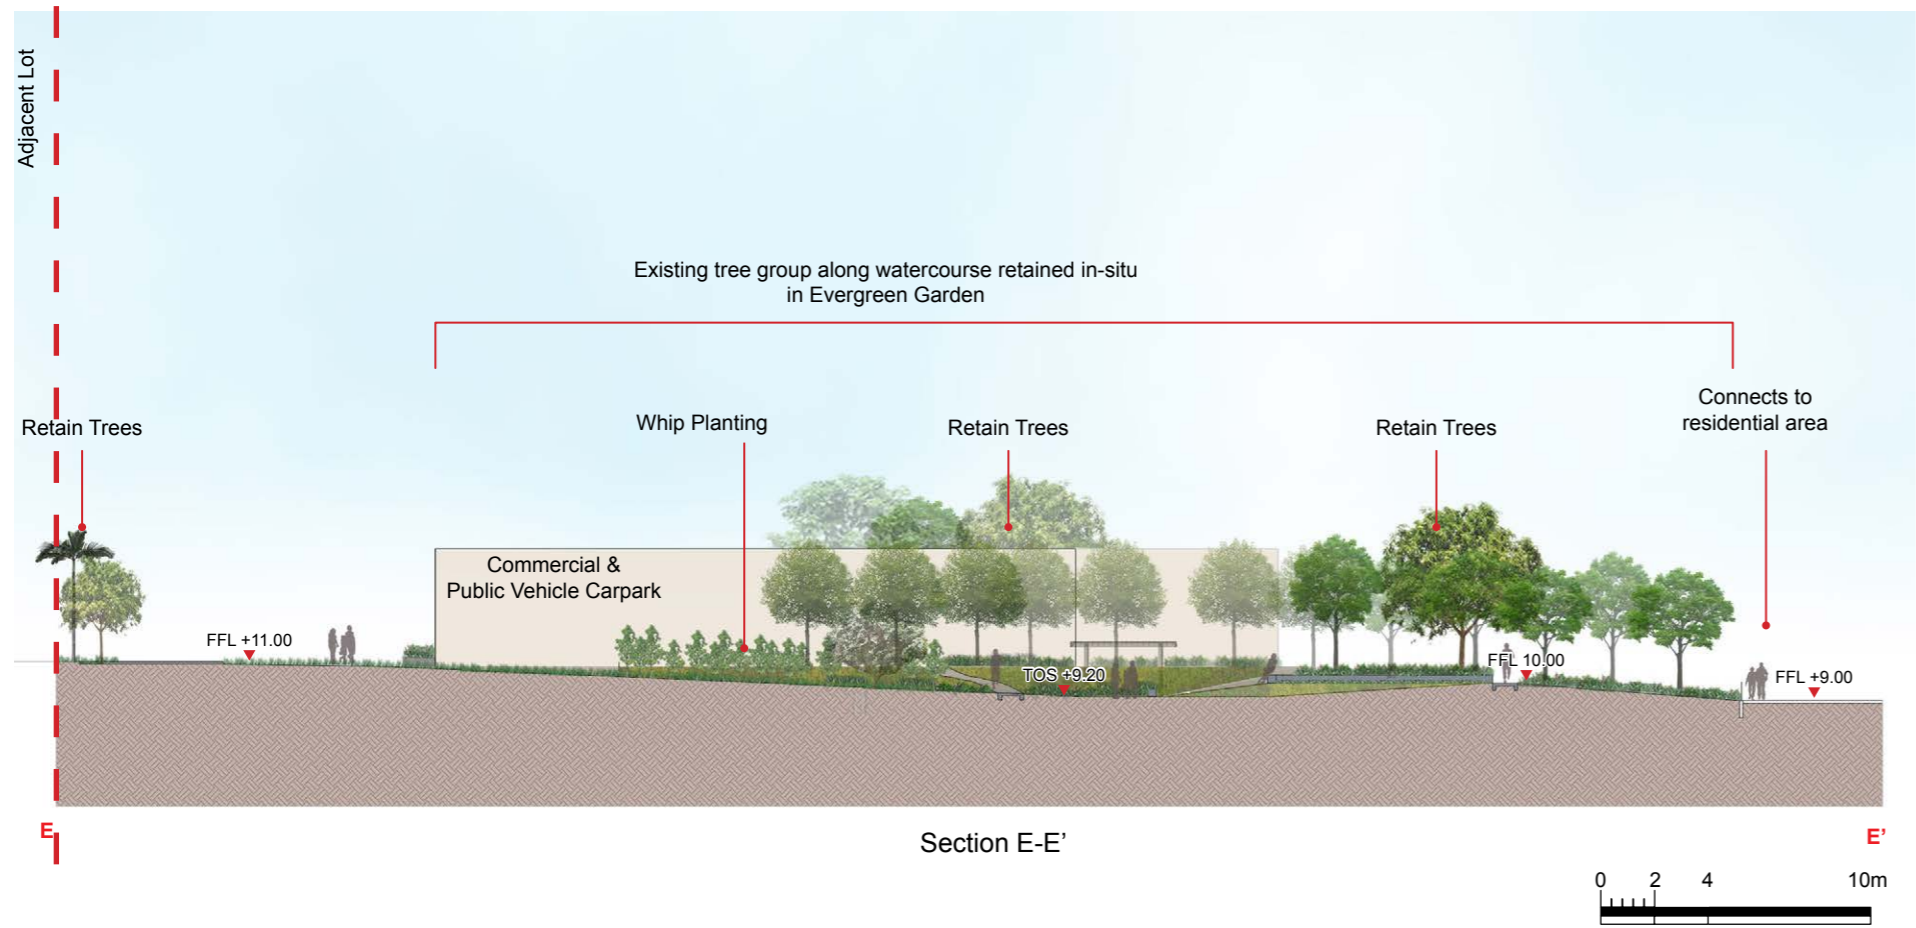 Adjacent Lot
Existing tree group along watercourse retained in-situ
in Evergreen Garden
Connects to
residential area
Retain Trees
Whip Planting
Retain Trees
Retain Trees
Commercial &
Public Vehicle Carpark
FFL +11.00
TOS +9.20
FFL 10.00
FFL +9.00
E
Section E-E’
E’
0 2 4 10m